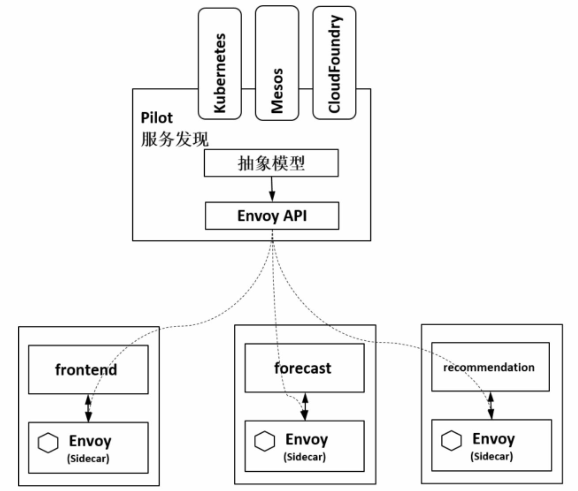 Kubernetes
Mesos
CloudFoundry
Pilot
服务发现
抽象模型
Envoy API
frontend
forecast
recommendation
Envoy
(Sidecar)
Envoy
(Sidecar)
Envoy
(Sidecar)